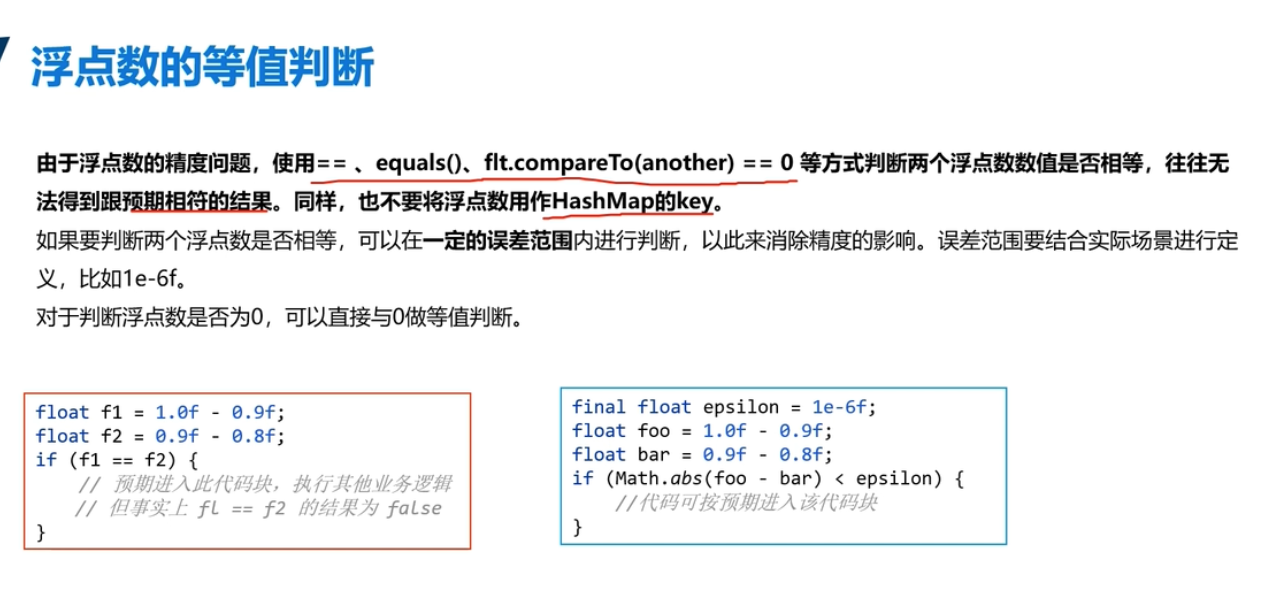 浮点数的等值判断
由于浮点数的精度问题，使用== 、equals()、flt.compareTo(another) == 0 等方式判断两个浮点数数值是否相等，往往无
法得到跟预期相符的结果。同样，也不要将浮点数用作HashMap的key。
如果要判断两个浮点数是否相等，可以在一定的误差范围内进行判断，以此来消除精度的影响。误差范围要结合实际场景进行定
义，比如1e-6f。
对于判断浮点数是否为0，可以直接与0做等值判断。
float f1 = 1.0f - 0.9f;
float f2 = 0.9f - 0.8f;
if (f1 == f2) {
// 预期进入此代码块，执行其他业务逻辑
// 但事实上 fl == f2 的结果为 false
}
final float epsilon = 1e-6f;
float foo = 1.0f - 0.9f;
float bar = 0.9f - 0.8f;
if (Math.abs(foo - bar) < epsilon) {
//代码可按预期进入该代码块
}